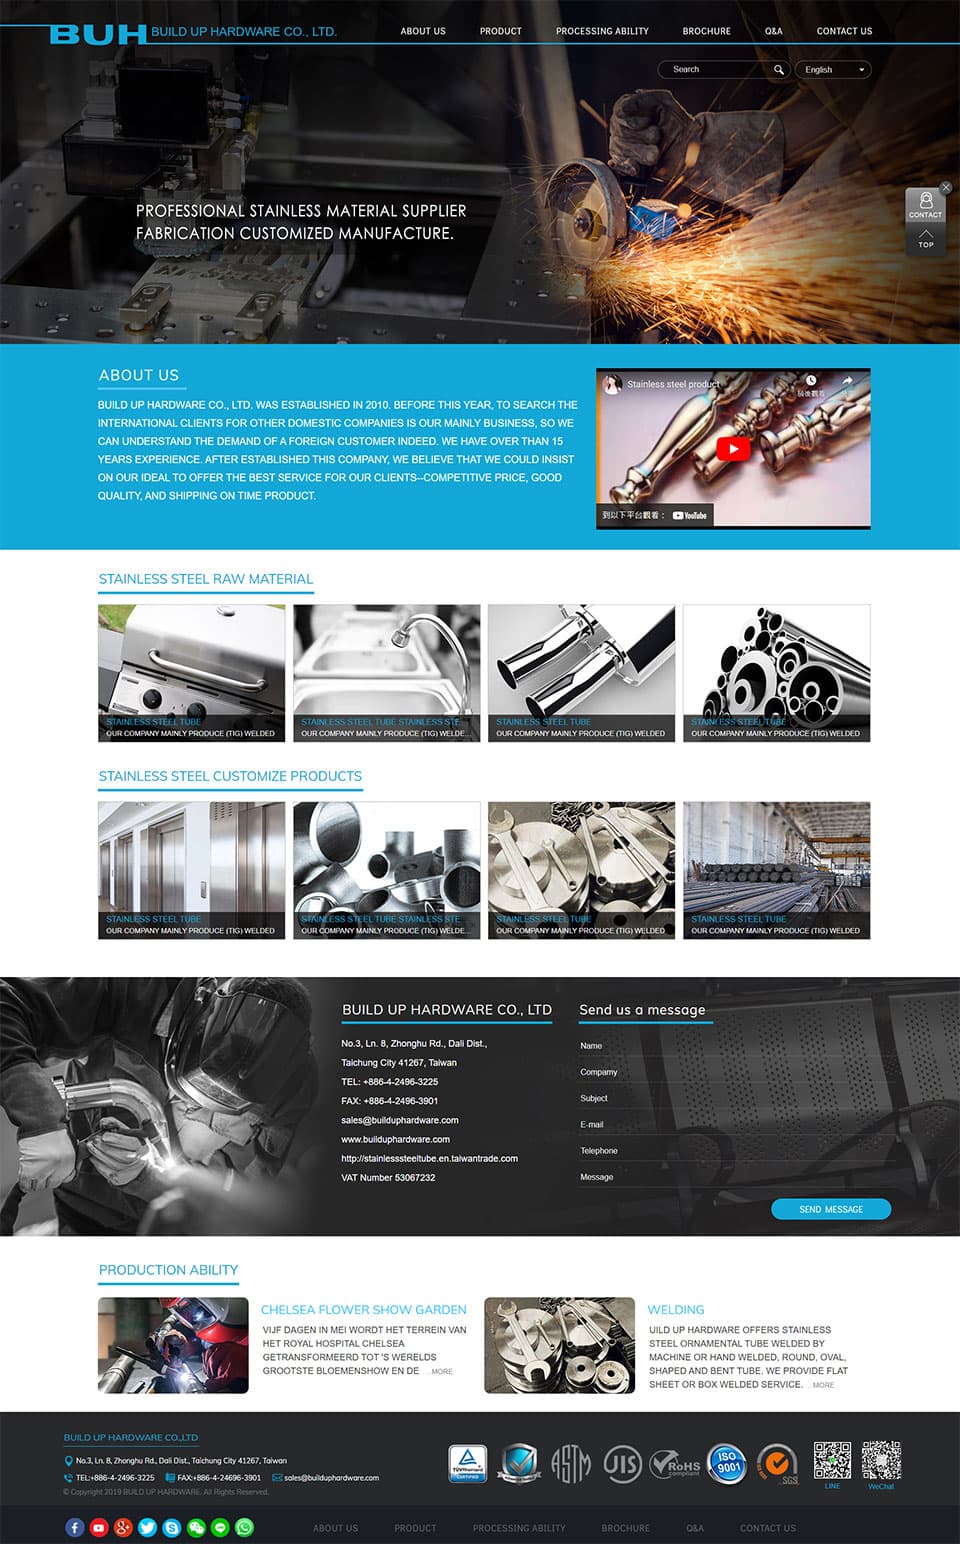 BUH BUILD UP HARDWARE CO., LTD.
ABOUT US
PRODUCT
PROCESSING ABILITY
BROCHURE
Q&A
CONTACT US
Search
English
PROFESSIONAL STAINLESS MATERIAL SUPPLIER
FABRICATION CUSTOMIZED MANUFACTURE.
CONTACT
TOP
ABOUT US
BUILD UP HARDWARE CO., LTD. WAS ESTABLISHED IN 2010. BEFORE THIS YEAR, TO SEARCH THE
INTERNATIONAL CLIENTS FOR OTHER DOMESTIC COMPANIES IS OUR MAINLY BUSINESS, SO WE
CAN UNDERSTAND THE DEMAND OF A FOREIGN CUSTOMER INDEED. WE HAVE OVER THAN 15
YEARS EXPERIENCE. AFTER ESTABLISHED THIS COMPANY, WE BELIEVE THAT WE COULD INSIST
ON OUR IDEAL TO OFFER THE BEST SERVICE FOR OUR CLIENTS--COMPETITIVE PRICE, GOOD
QUALITY, AND SHIPPING ON TIME PRODUCT.
Stainless steel product
稍後觀看
到以下平台觀看： YouTube
STAINLESS STEEL RAW MATERIAL
STAINLESS STEEL TUBE
OUR COMPANY MAINLY PRODUCE (TIG) WELDED
STAINLESS STEEL TUBE STAINLESS STE...
OUR COMPANY MAINLY PRODUCE (TIG) WELDE...
STAINLESS STEEL TUBE
OUR COMPANY MAINLY PRODUCE (TIG) WELDED
STAINLESS STEEL TUBE
OUR COMPANY MAINLY PRODUCE (TIG) WELDED
STAINLESS STEEL CUSTOMIZE PRODUCTS
STAINLESS STEEL TUBE
OUR COMPANY MAINLY PRODUCE (TIG) WELDED
STAINLESS STEEL TUBE STAINLESS STE...
OUR COMPANY MAINLY PRODUCE (TIG) WELDE...
STAINLESS STEEL TUBE
OUR COMPANY MAINLY PRODUCE (TIG) WELDED
STAINLESS STEEL TUBE
OUR COMPANY MAINLY PRODUCE (TIG) WELDED
BUILD UP HARDWARE CO., LTD
No.3, Ln. 8, Zhonghu Rd., Dali Dist.,
Taichung City 41267, Taiwan
TEL: +886-4-2496-3225
FAX: +886-4-2496-3901
sales@builduphardware.com
www.builduphardware.com
http://stainlesssteeltube.en.taiwantrade.com
VAT Number 53067232
Send us a message
Name
Compamy
Subject
E-mail
Telephone
Message
SEND MESSAGE
PRODUCTION ABILITY
CHELSEA FLOWER SHOW GARDEN
VIJF DAGEN IN MEI WORDT HET TERREIN VAN
HET ROYAL HOSPITAL CHELSEA
GETRANSFORMEERD TOT 'S WERELDS
GROOTSTE BLOEMENSHOW EN DE ...MORE
WELDING
UILD UP HARDWARE OFFERS STAINLESS
STEEL ORNAMENTAL TUBE WELDED BY
MACHINE OR HAND WELDED, ROUND, OVAL,
SHAPED AND BENT TUBE. WE PROVIDE FLAT
SHEET OR BOX WELDED SERVICE. ...MORE
BUILD UP HARDWARE CO.,LTD
No.3, Ln. 8, Zhonghu Rd., Dali Dist., Taichung City 41267, Taiwan
TEL:+886-4-2496-3225 FAX:+886-4-24696-3901 sales@builduphardware.com
© Copyright 2019 BUILD UP HARDWARE. All Rights Reserved.
TÜVRheinland
CERTIFIED
ASTM
JIS
RoHS
compliant
ISO
9001
SGS
LINE
WeChat
ABOUT US
PRODUCT
PROCESSING ABILITY
BROCHURE
Q&A
CONTACT US